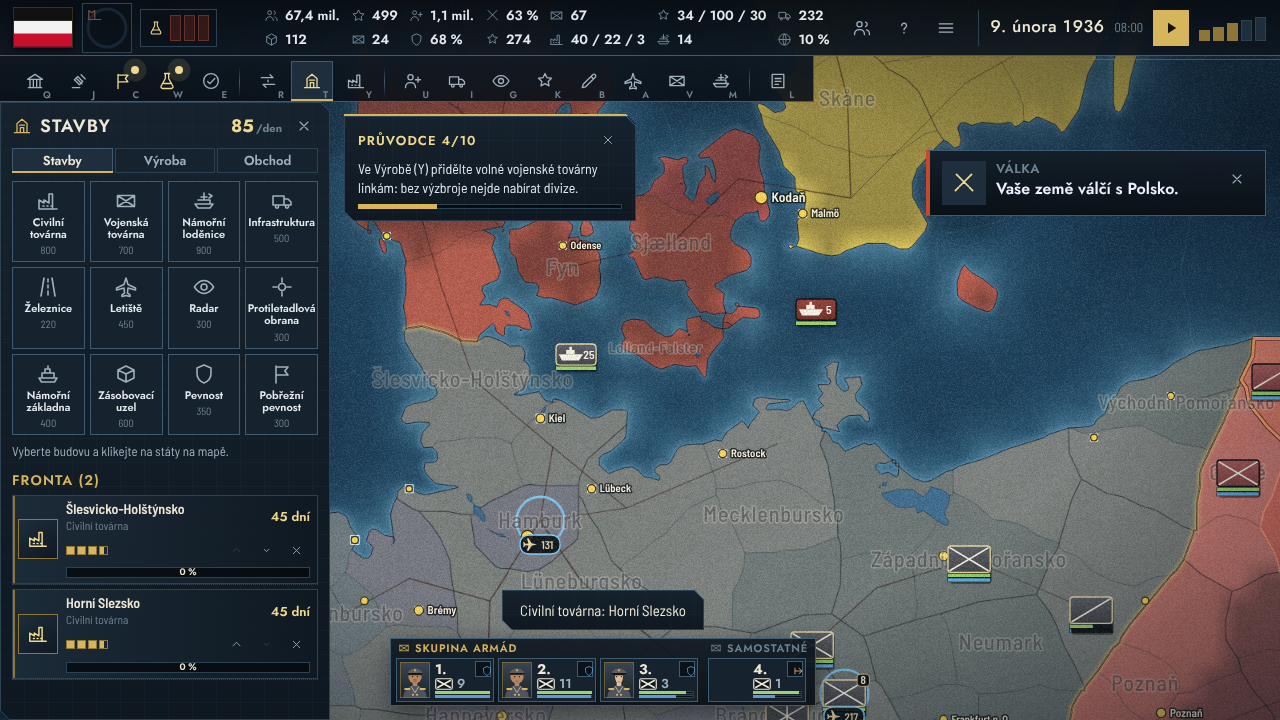 67,4 mil.
499
1,1 mil.
63 %
67
34 / 100 / 30
232
112
24
68 %
274
40 / 22 / 3
14
10 %
?
9. února 1936
08:00
Q
J
C
W
E
R
T
Y
U
I
G
K
B
A
V
M
L
STAVBY
85 /den
Stavby
Výroba
Obchod
Civilní továrna
800
Vojenská továrna
700
Námořní loděnice
900
Infrastruktura
500
Železnice
220
Letiště
450
Radar
300
Protiletadlová obrana
300
Námořní základna
400
Zásobovací uzel
600
Pevnost
350
Pobřežní pevnost
300
Vyberte budovu a klikejte na státy na mapě.
FRONTA (2)
Šlesvicko-Holštýnsko
Civilní továrna
45 dní
0 %
Horní Slezsko
Civilní továrna
45 dní
0 %
PRŮVODCE 4/10
Ve Výrobě (Y) přidělte volné vojenské továrny
linkám: bez výzbroje nejde nabírat divize.
VÁLKA
Vaše země válčí s Polskem.
Skåne
Kodaň
Malmö
Odense
Sjælland
Fyn
5
25
Lolland-Falster
Šlesvicko-Holštýnsko
Východní Pomořansko
Kiel
Rostock
Lübeck
Hamburk
131
Mecklenbursko
Lüneburgsko
Brémy
Neumark
Poznaň
Poznaň
8
217
Civilní továrna: Horní Slezsko
SKUPINA ARMÁD
SAMOSTATNÉ
1.
9
2.
11
3.
3
4.
1